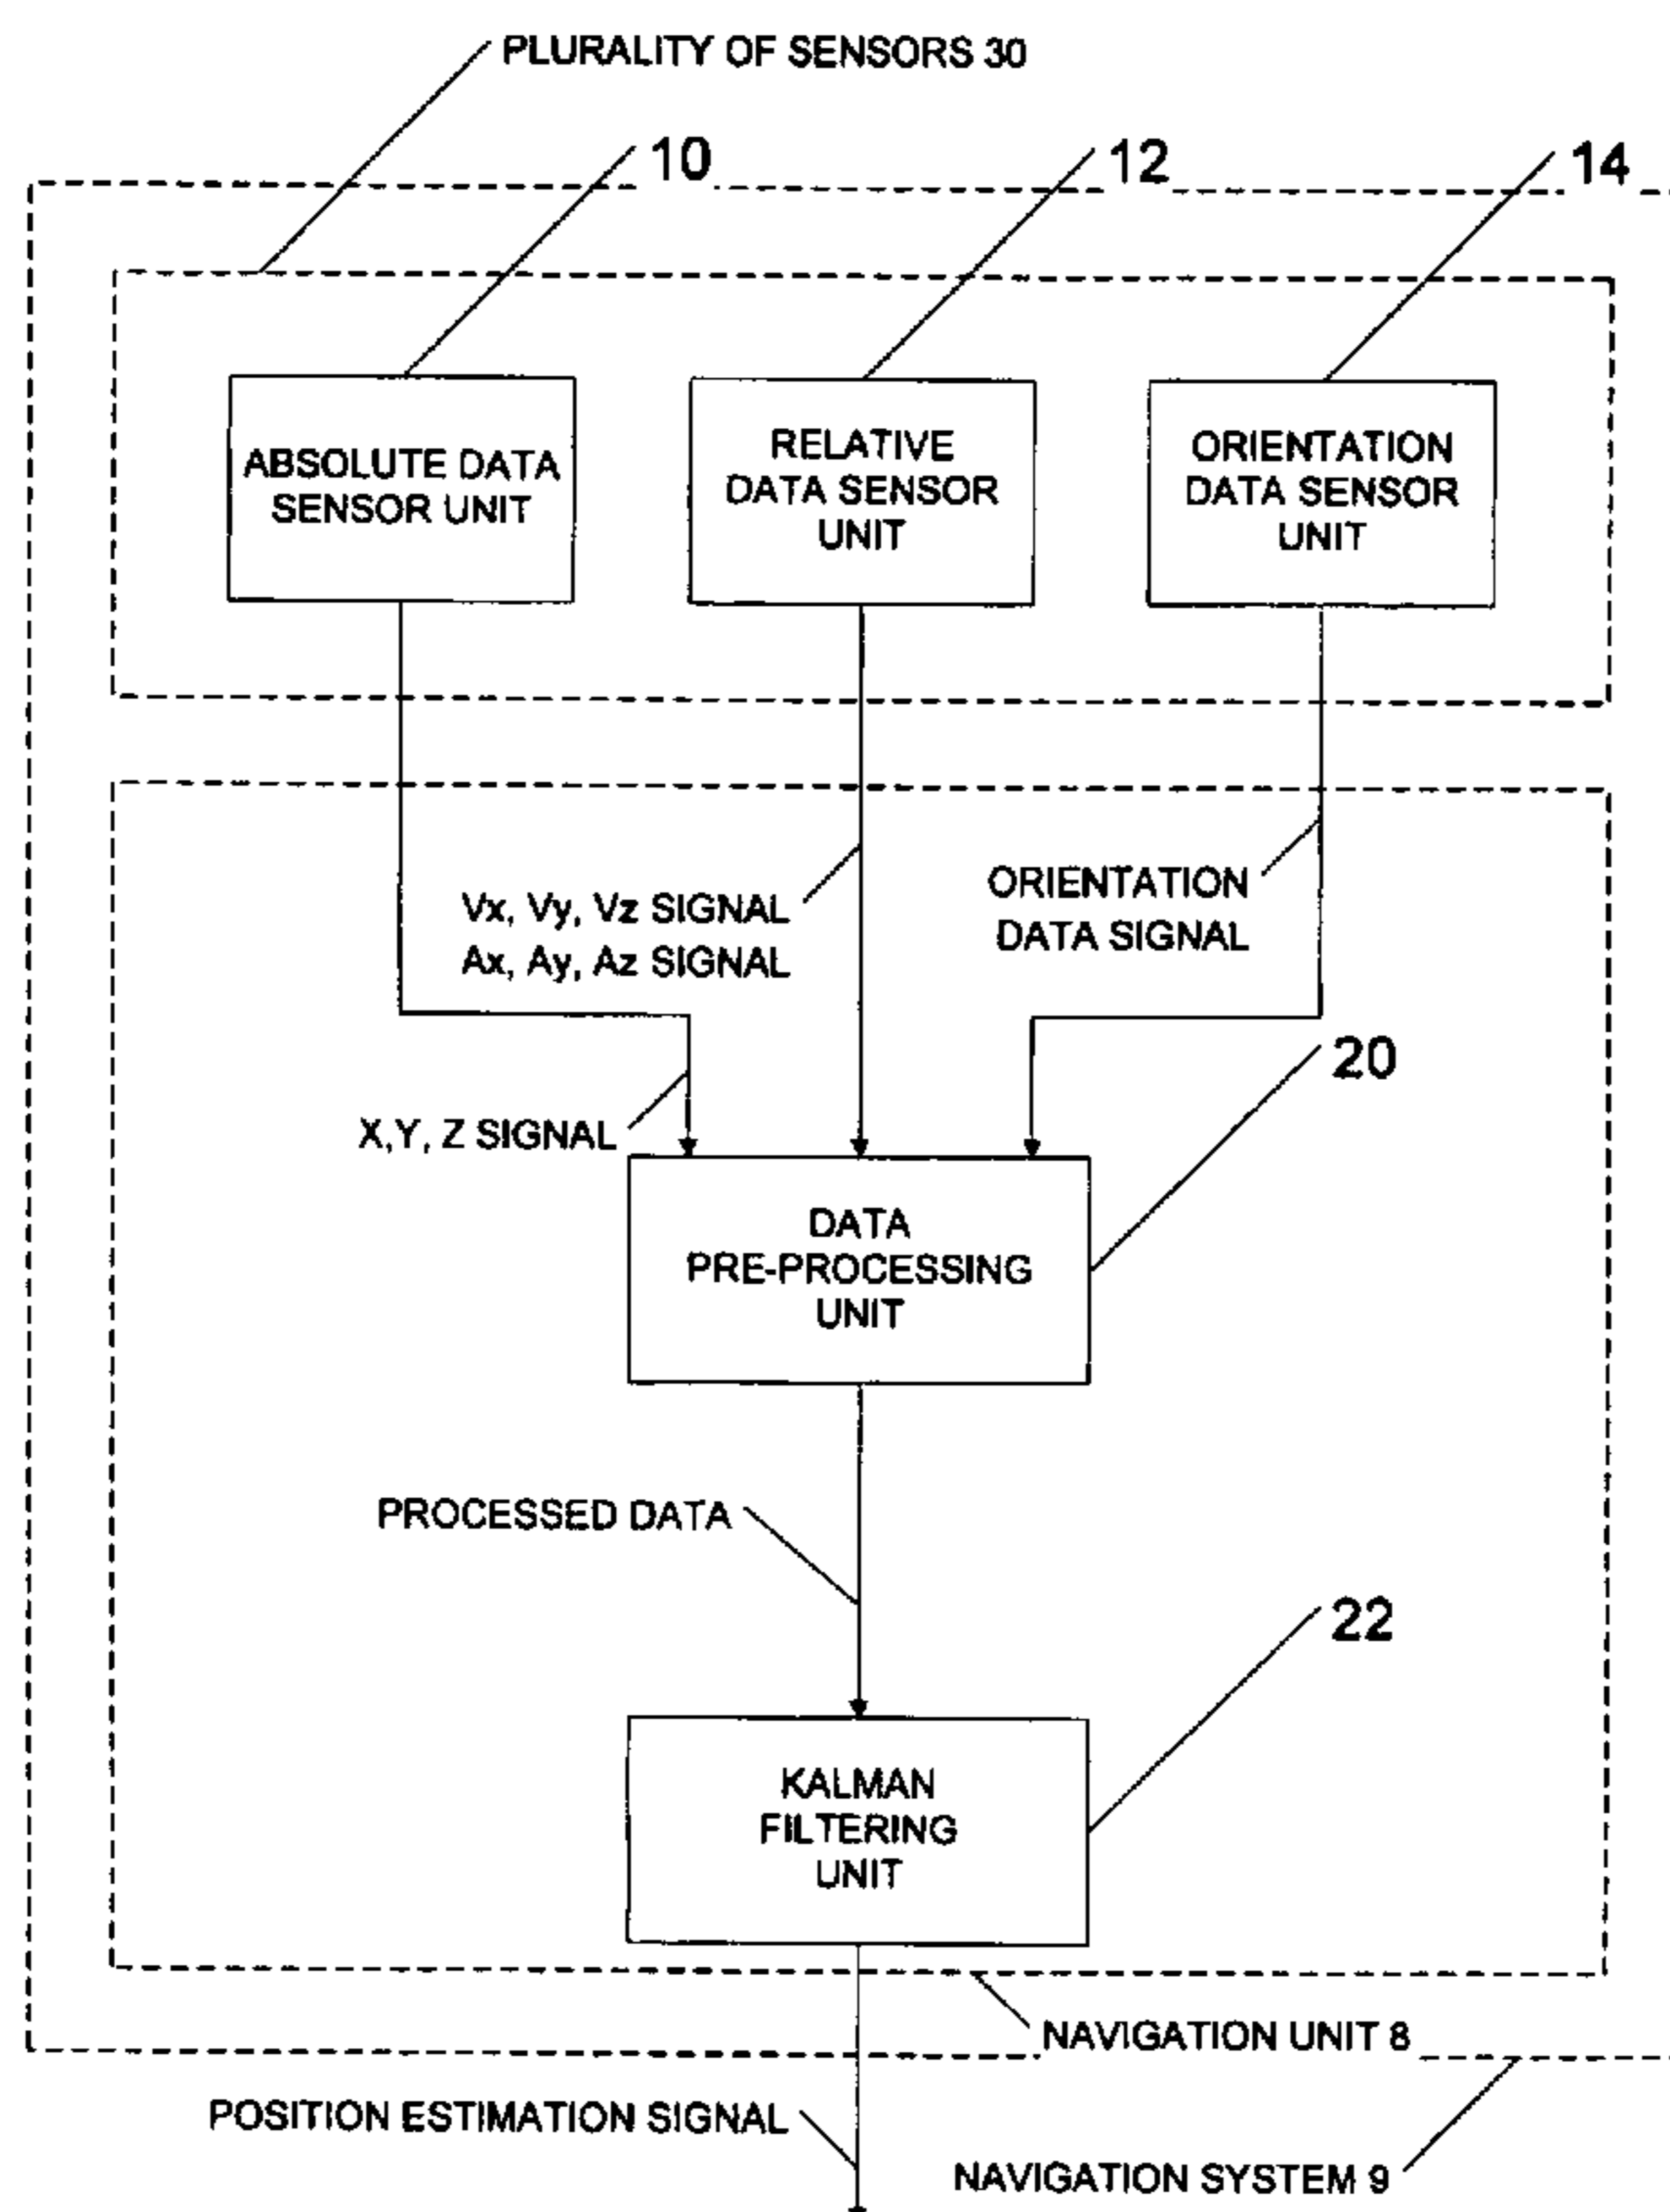 PLURALITY OF SENSORS 30
10
12
14
ABSOLUTE DATA
SENSOR UNIT
RELATIVE
DATA SENSOR
UNIT
ORIENTATION
DATA SENSOR
UNIT
Vx, Vy, Vz SIGNAL
Ax, Ay, Az SIGNAL
ORIENTATION
DATA SIGNAL
20
X,Y, Z SIGNAL
DATA
PRE-PROCESSING
UNIT
PROCESSED DATA
22
KALMAN
FILTERING
UNIT
NAVIGATION UNIT 8
POSITION ESTIMATION SIGNAL
NAVIGATION SYSTEM 9